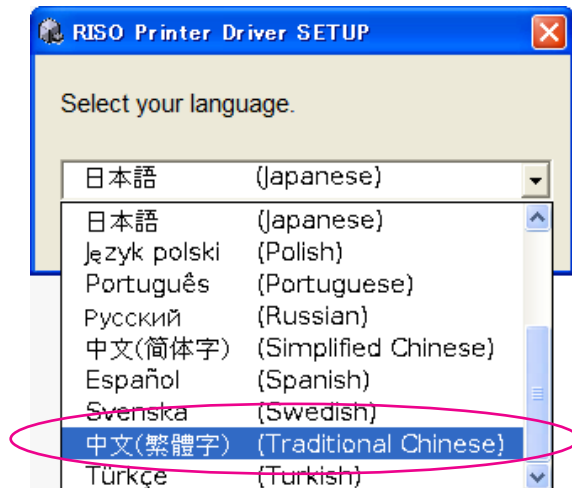 RISO Printer Driver SETUP
Select your language.
日本語 (Japanese)
日本語 (Japanese)
Język polski (Polish)
Português (Portuguese)
Русский (Russian)
中文(简体字) (Simplified Chinese)
Español (Spanish)
Svenska (Swedish)
中文(繁體字) (Traditional Chinese)
Türkçe (Turkish)